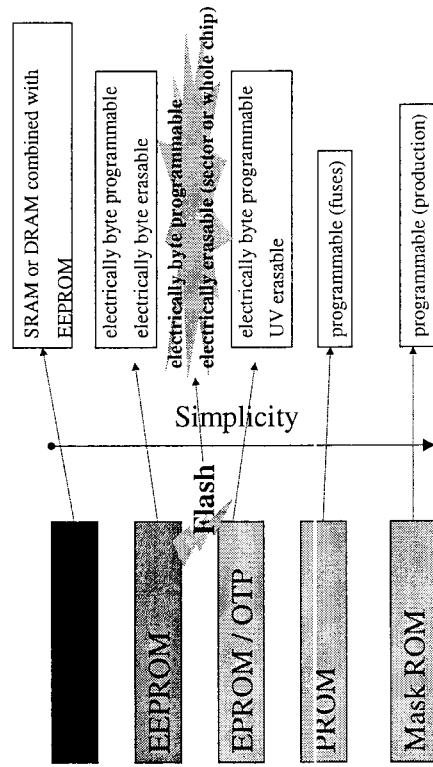 SRAM or DRAM combined with
EEPROM
EEPROM
electrically byte programmable
electrically byte erasable
Flash
electrically byte programmable
electrically erasable (sector or whole chip)
EPROM / OTP
electrically byte programmable
UV erasable
PROM
programmable (fuses)
Mask ROM
programmable (production)
Simplicity